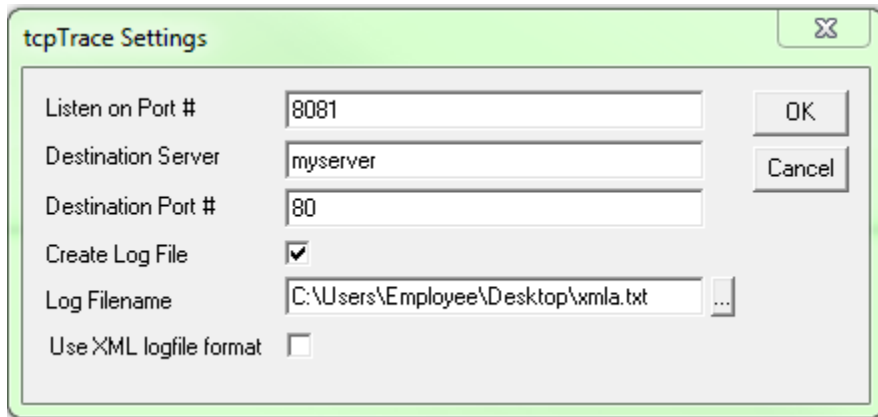 tcpTrace Settings
Listen on Port # 8081 OK
Destination Server myserver Cancel
Destination Port # 80
Create Log File
Log Filename C:\Users\Employee\Desktop\xmla.txt ...
Use XML logfile format